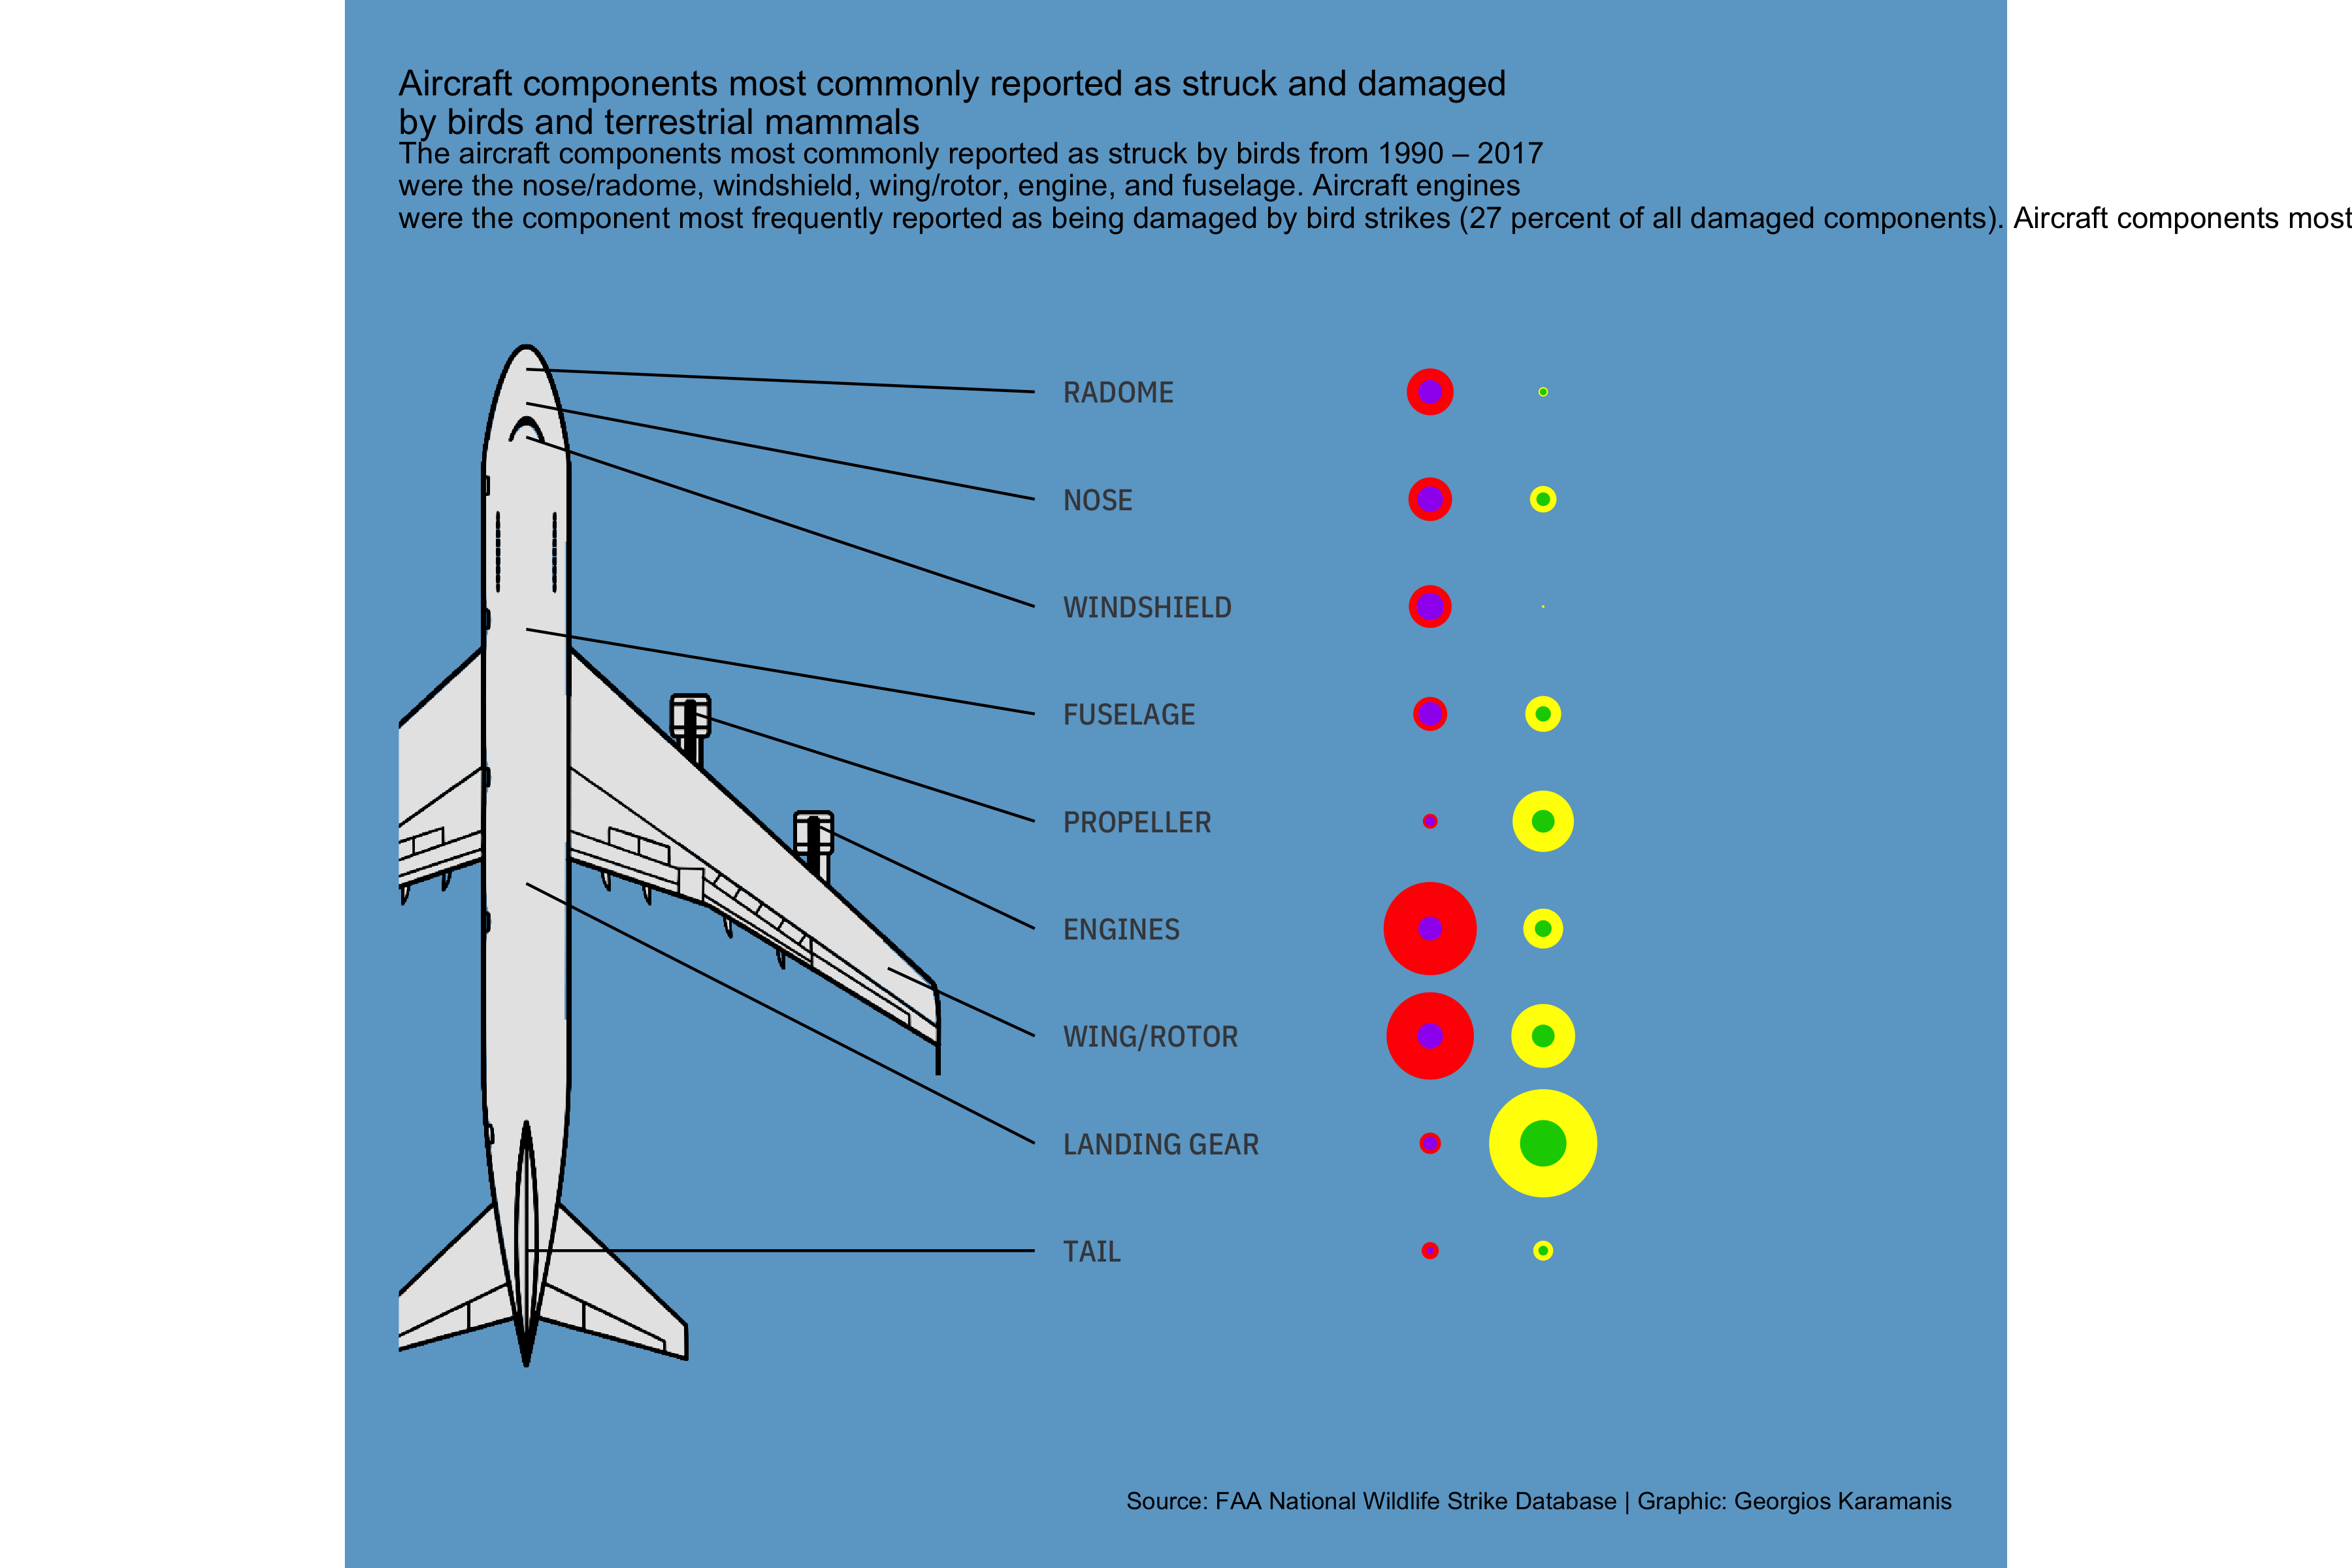 Aircraft components most commonly reported as struck and damaged
by birds and terrestrial mammals
The aircraft components most commonly reported as struck by birds from 1990 – 2017
were the nose/radome, windshield, wing/rotor, engine, and fuselage. Aircraft engines
were the component most frequently reported as being damaged by bird strikes (27 percent of all damaged components). Aircraft components most
RADOME
NOSE
WINDSHIELD
FUSELAGE
PROPELLER
ENGINES
WING/ROTOR
LANDING GEAR
TAIL
Source: FAA National Wildlife Strike Database | Graphic: Georgios Karamanis